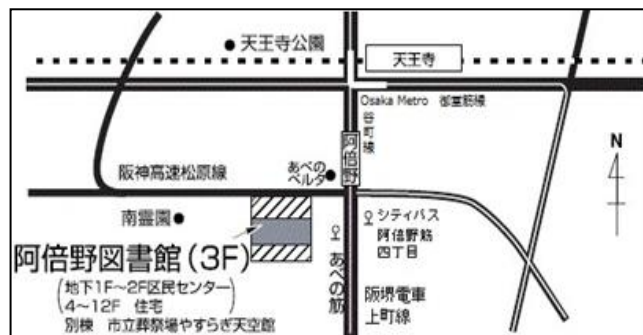 天王寺公園
天王寺
Osaka Metro 御堂筋線
谷町線
阿倍野
あべの
ベルタ
阪神高速松原線
N
南霊園
阿倍野図書館(3F)
(地下1F~2F区民センター
4~12F 住宅)
別棟 市立葬祭場やすらぎ天空館
あべの筋
シティバス
阿倍野筋
四丁目
阪堺電車
上町線